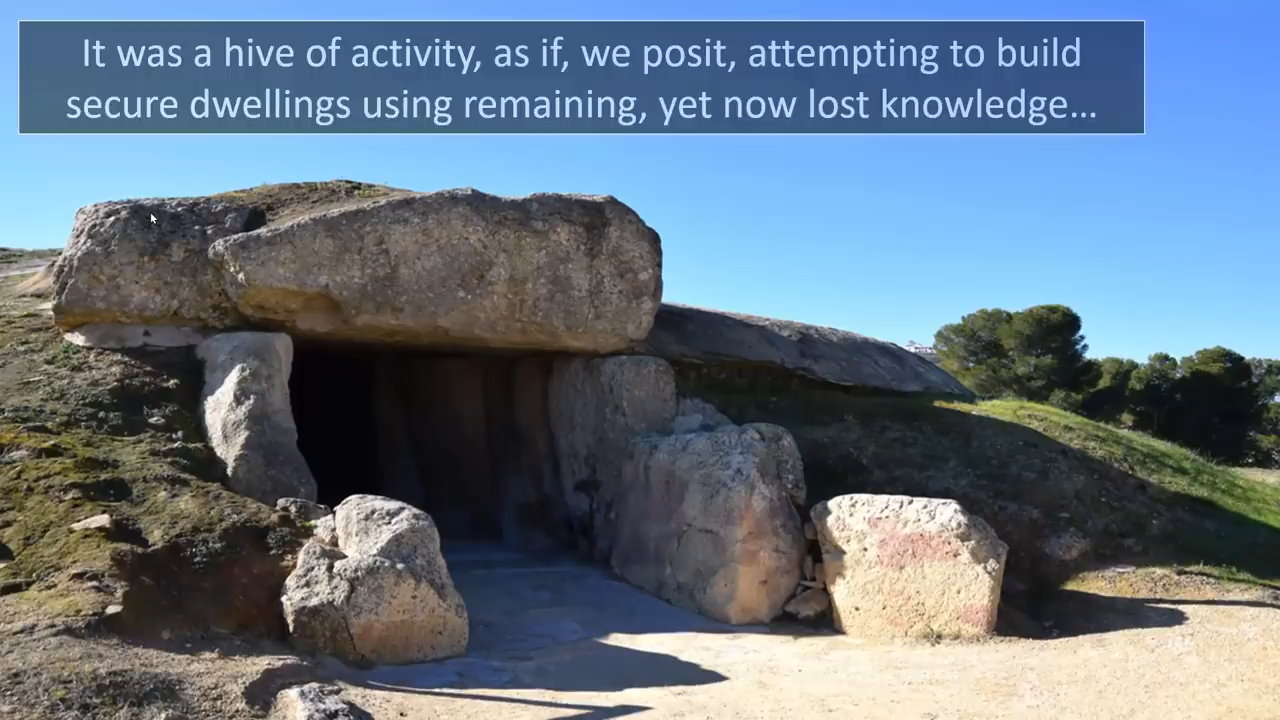 It was a hive of activity, as if, we posit, attempting to build
secure dwellings using remaining, yet now lost knowledge…